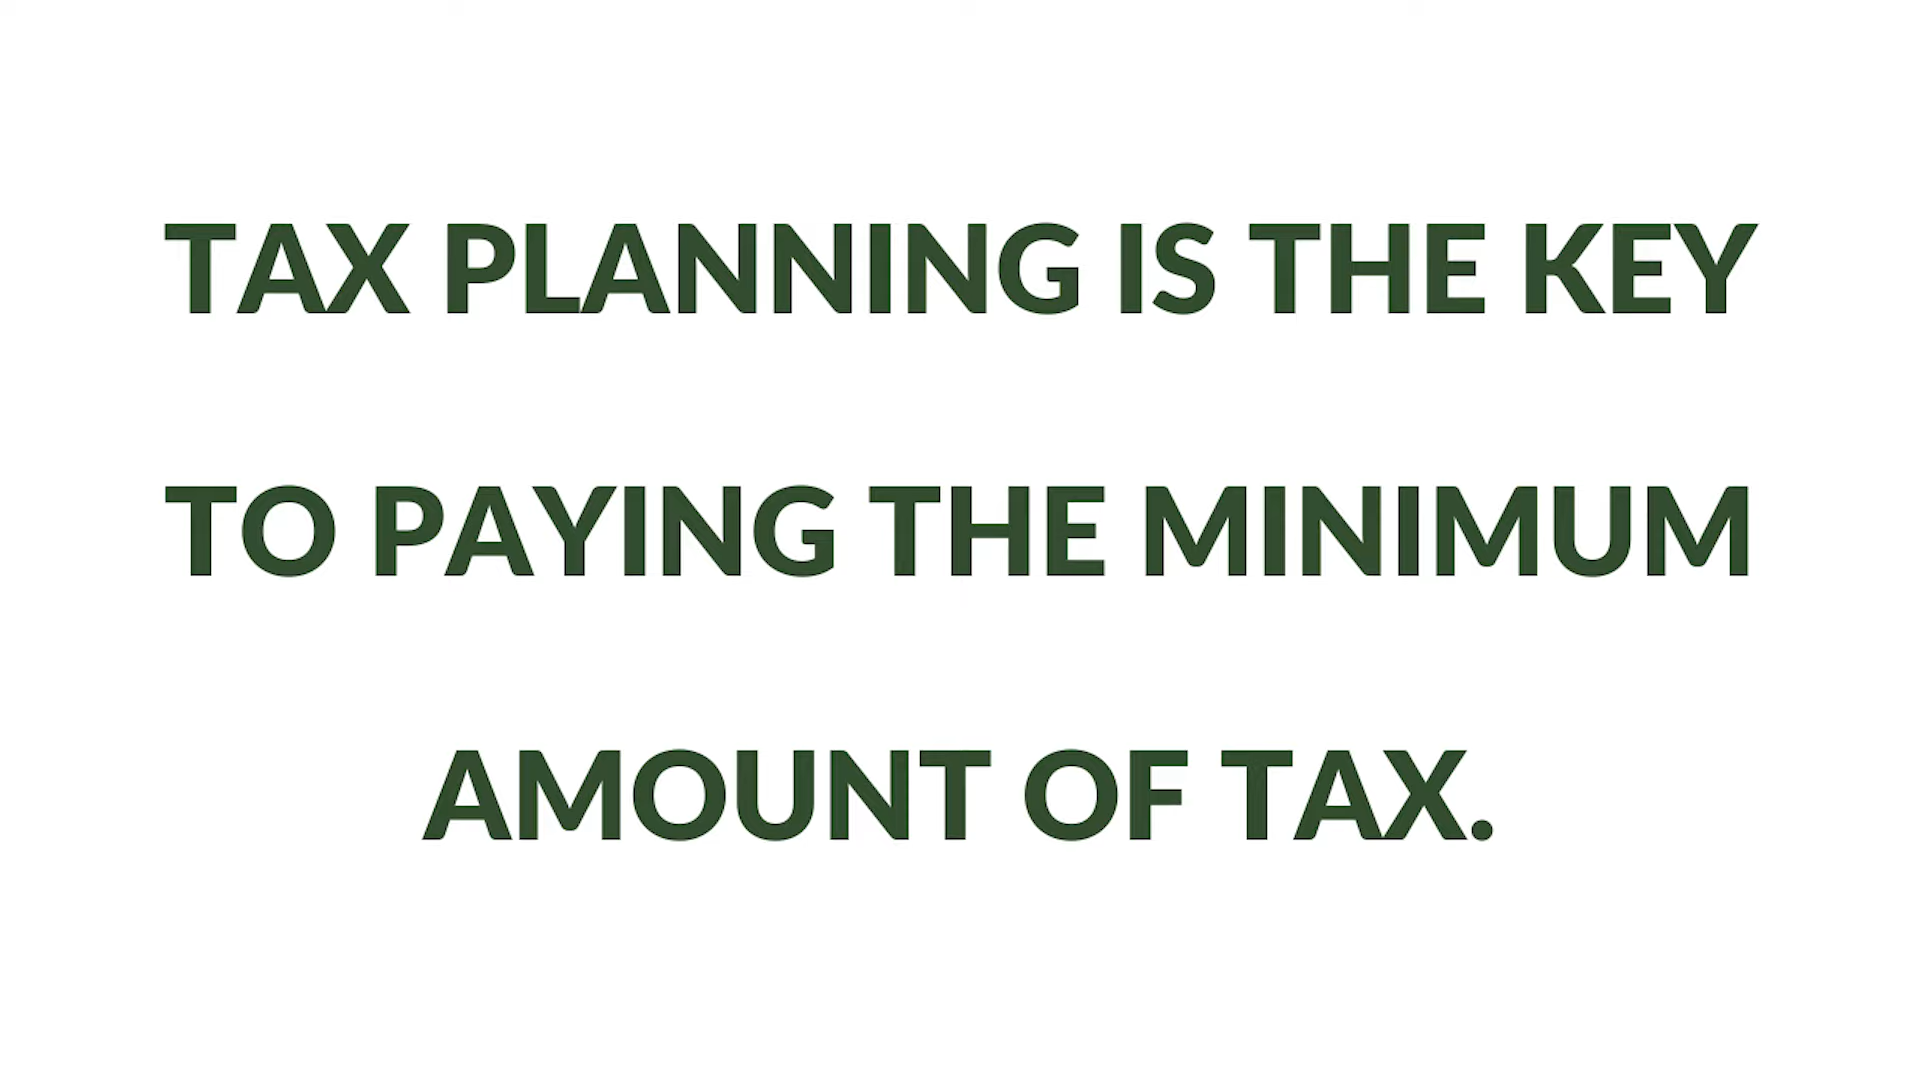 TAX PLANNING IS THE KEY
TO PAYING THE MINIMUM
AMOUNT OF TAX.